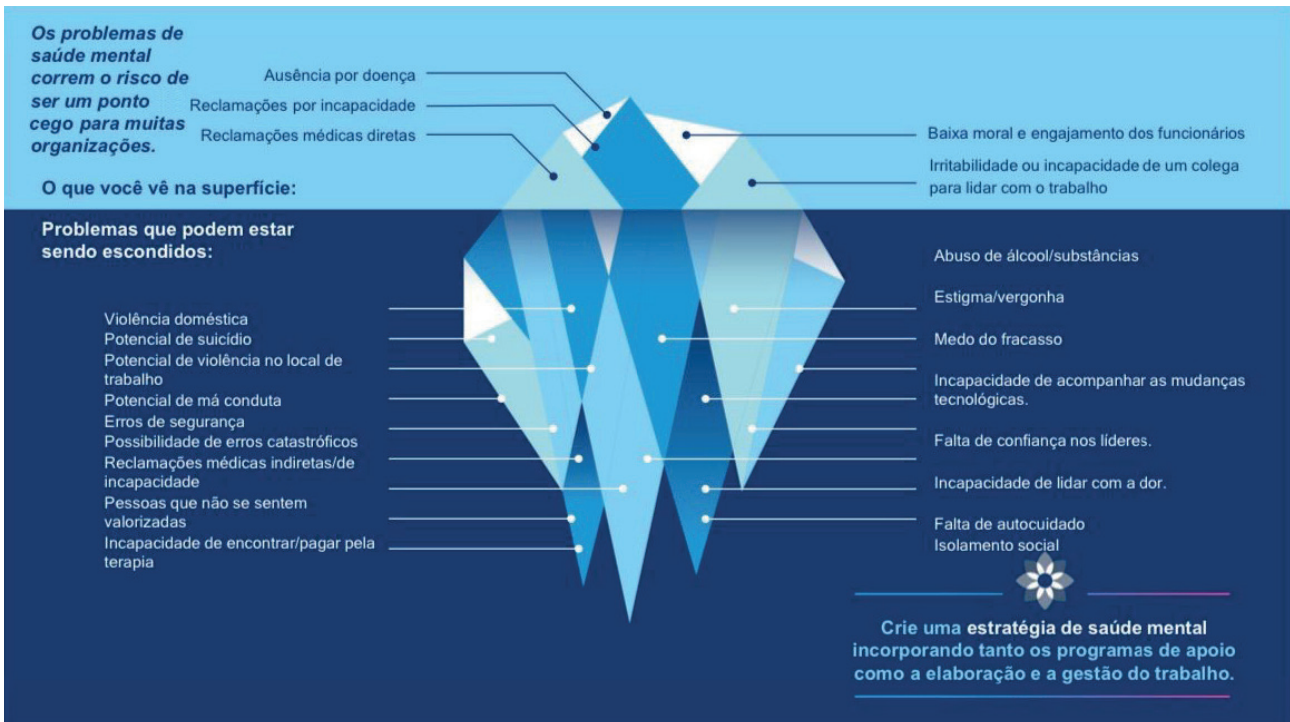 Os problemas de
saúde mental
correm o risco de
ser um ponto
cego para muitas
organizações.
Ausência por doença
Reclamações por incapacidade
Reclamações médicas diretas
Baixa moral e engajamento dos funcionários
Irritabilidade ou incapacidade de um colega
para lidar com o trabalho
O que você vê na superfície:
Problemas que podem estar
sendo escondidos:
Violência doméstica
Potencial de suicídio
Potencial de violência no local de
trabalho
Potencial de má conduta
Erros de segurança
Possibilidade de erros catastróficos
Reclamações médicas indiretas/de
incapacidade
Pessoas que não se sentem
valorizadas
Incapacidade de encontrar/pagar pela
terapia
Abuso de álcool/substâncias
Estigma/vergonha
Medo do fracasso
Incapacidade de acompanhar as mudanças
tecnológicas.
Falta de confiança nos líderes.
Incapacidade de lidar com a dor.
Falta de autocuidado
Isolamento social
Crie uma estratégia de saúde mental
incorporando tanto os programas de apoio
como a elaboração e a gestão do trabalho.